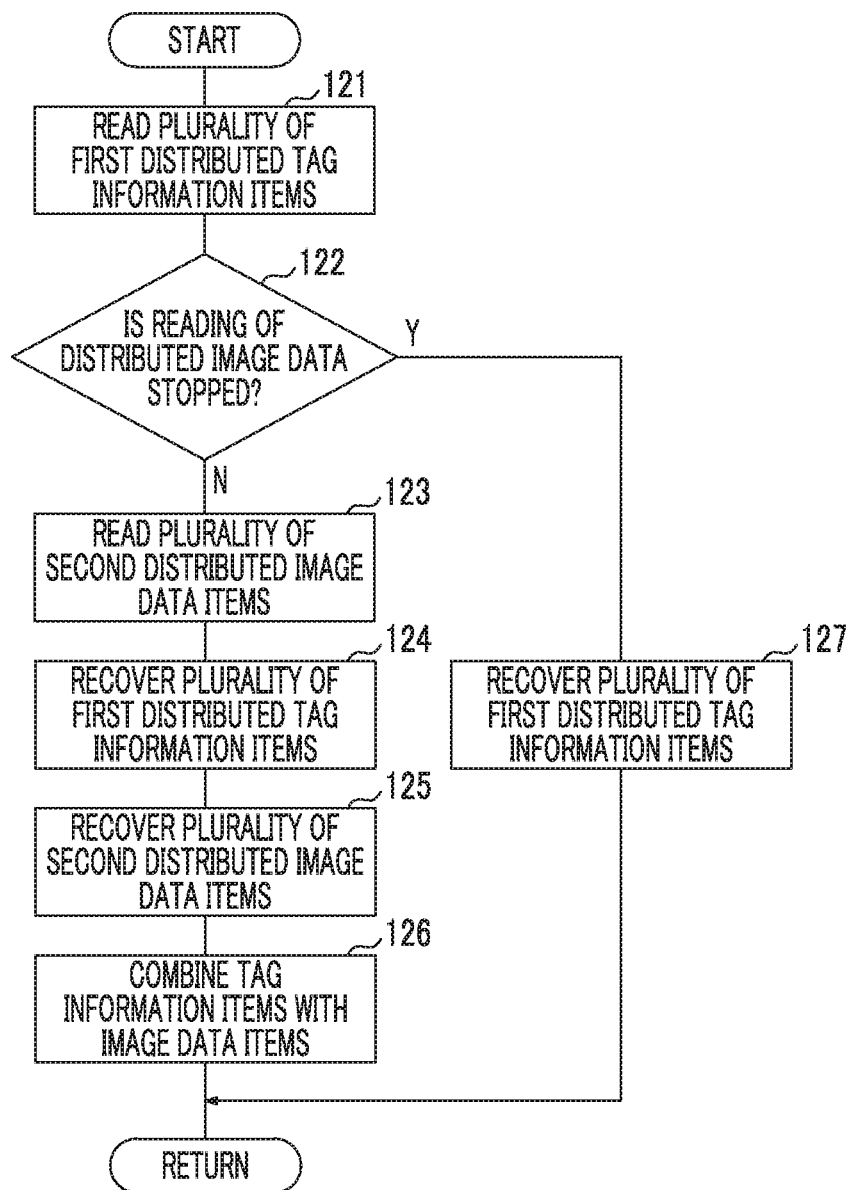 START
121
READ PLURALITY OF
FIRST DISTRIBUTED TAG
INFORMATION ITEMS
122
IS READING OF
DISTRIBUTED IMAGE DATA
STOPPED?
Y
N
123
READ PLURALITY OF
SECOND DISTRIBUTED IMAGE
DATA ITEMS
124
RECOVER PLURALITY OF
FIRST DISTRIBUTED TAG
INFORMATION ITEMS
127
RECOVER PLURALITY OF
FIRST DISTRIBUTED TAG
INFORMATION ITEMS
125
RECOVER PLURALITY OF
SECOND DISTRIBUTED IMAGE
DATA ITEMS
126
COMBINE TAG
INFORMATION ITEMS WITH
IMAGE DATA ITEMS
RETURN